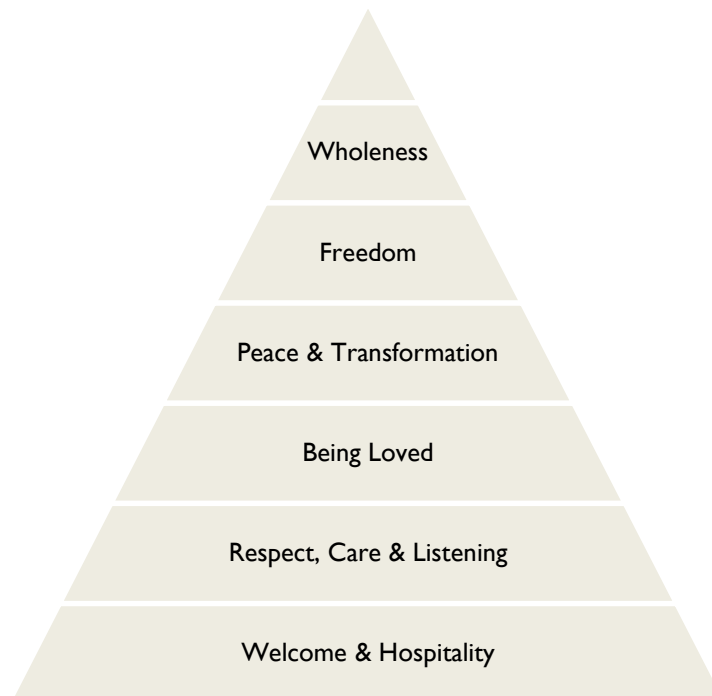 Wholeness
Freedom
Peace & Transformation
Being Loved
Respect, Care & Listening
Welcome & Hospitality